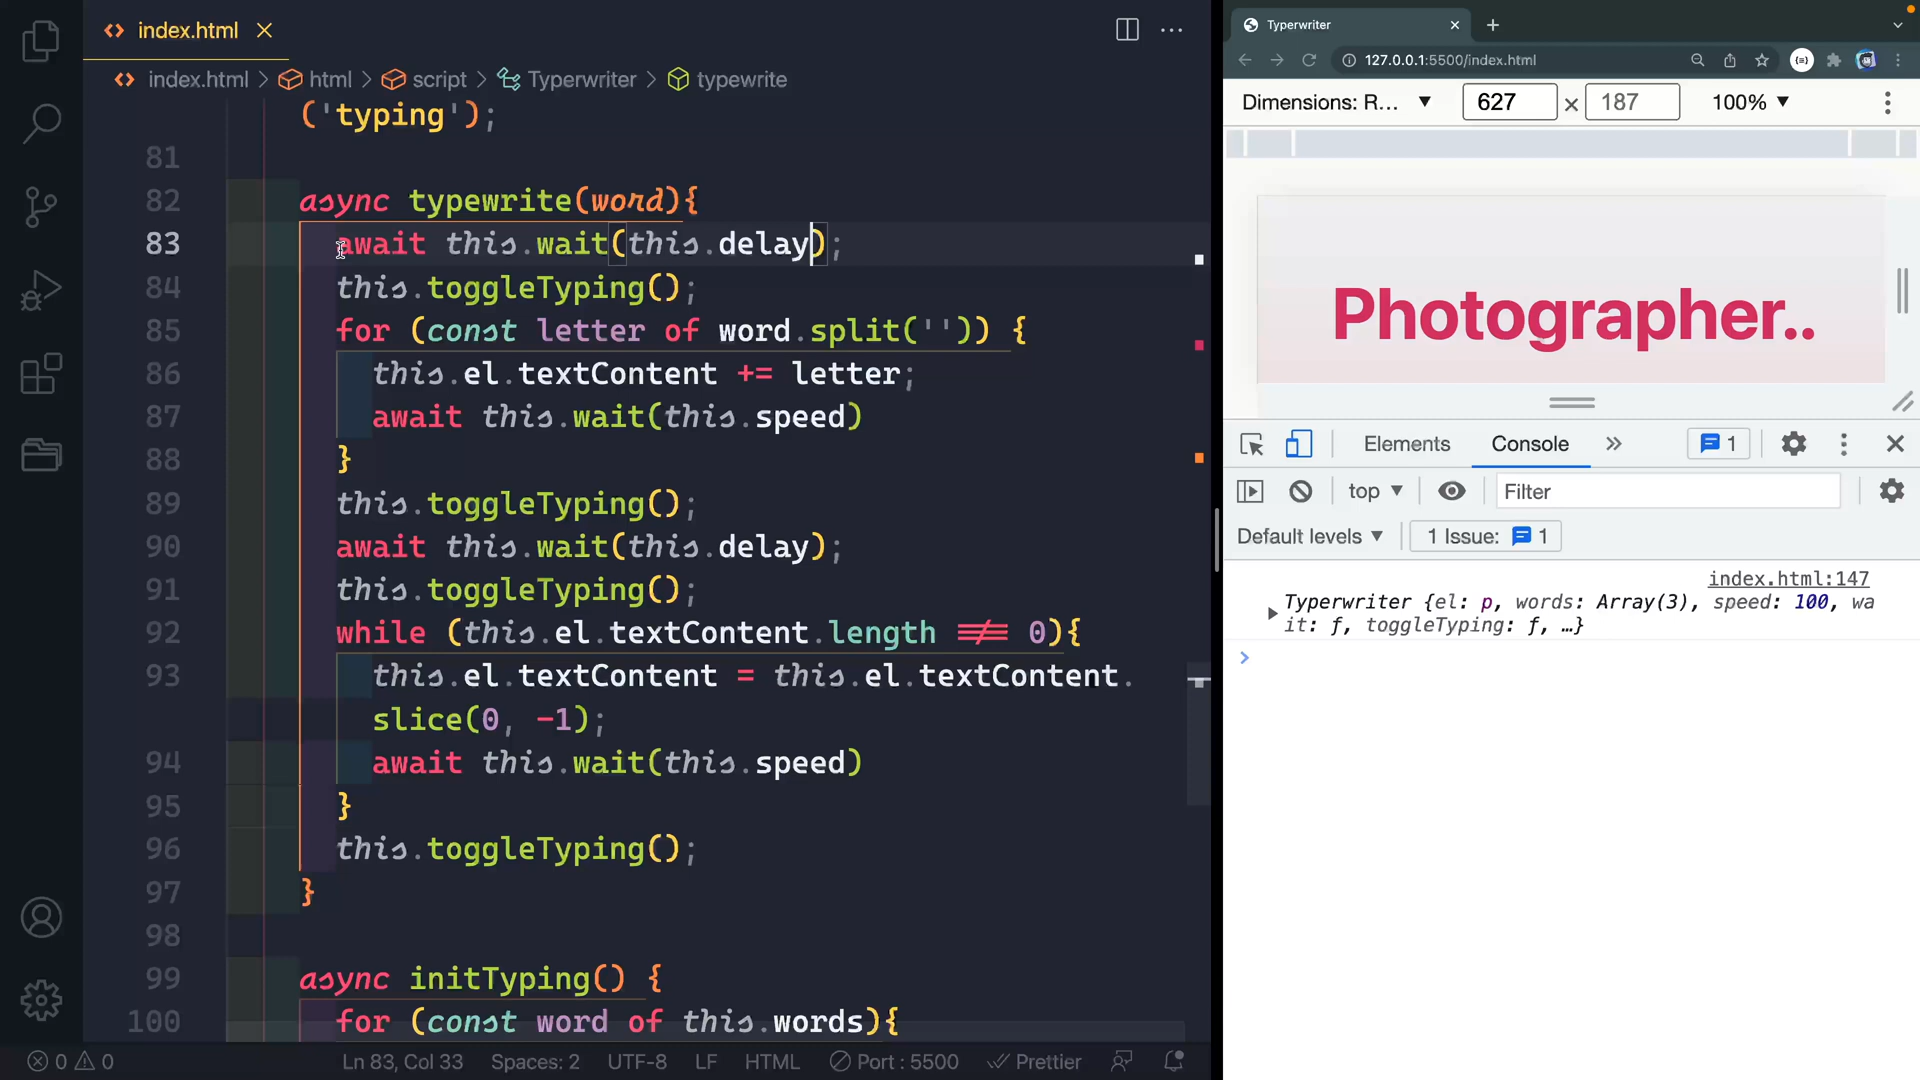 index.html
index.html > html > script > Typerwriter > typewrite
('typing');
81
82 async typewrite(word){
83 await this.wait(this.delay);
84 this.toggleTyping();
85 for (const letter of word.split('')) {
86 this.el.textContent += letter;
87 await this.wait(this.speed)
88 }
89 this.toggleTyping();
90 await this.wait(this.delay);
91 this.toggleTyping();
92 while (this.el.textContent.length !== 0){
93 this.el.textContent = this.el.textContent.
slice(0, -1);
94 await this.wait(this.speed)
95 }
96 this.toggleTyping();
97 }
98
99 async initTyping() {
100 for (const word of this.words){
0 0 Ln 83, Col 33 Spaces: 2 UTF-8 LF HTML Port : 5500 Prettier
Typerwriter
127.0.0.1:5500/index.html
Dimensions: R... 627 × 187 100%
Photographer..
Elements Console » 1
top Filter
Default levels 1 Issue: 1
index.html:147
Typerwriter {el: p, words: Array(3), speed: 100, wa
it: ƒ, toggleTyping: ƒ, …}